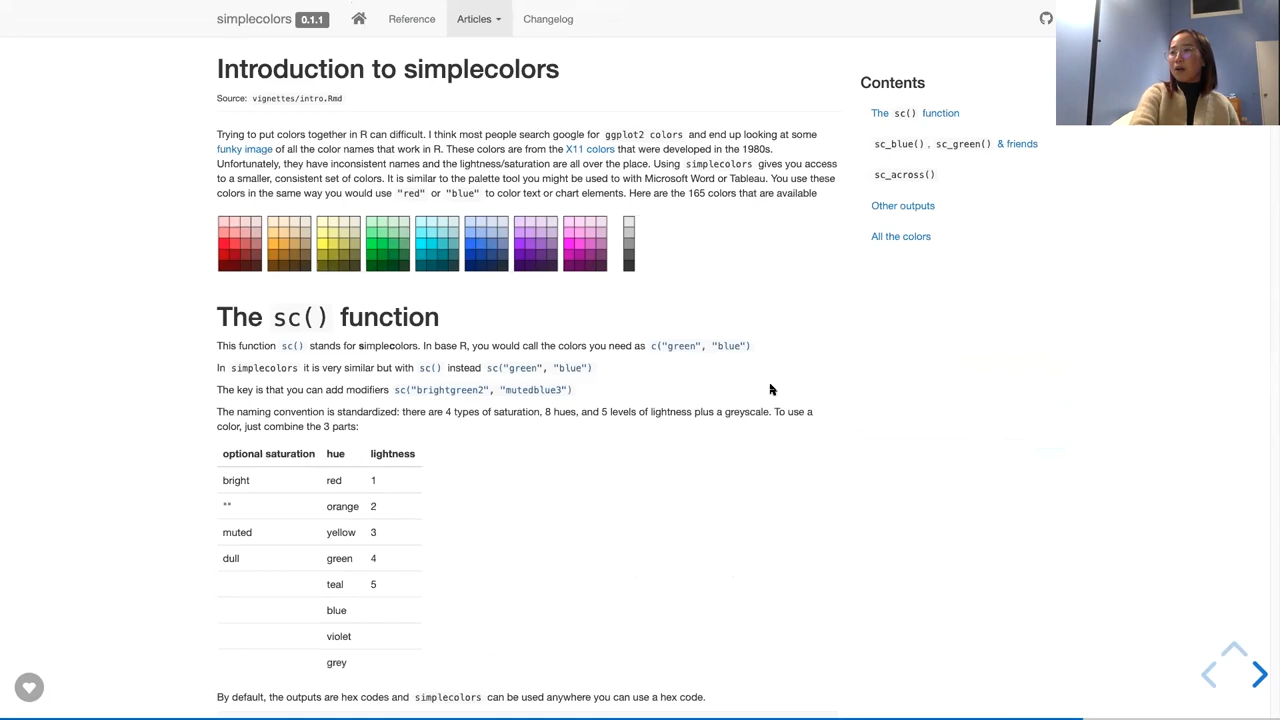 simplecolors 0.1.1 Reference Articles Changelog
Introduction to simplecolors
Source: vignettes/intro.Rmd
Trying to put colors together in R can difficult. I think most people search google for ggplot2 colors and end up looking at some
funky image of all the color names that work in R. These colors are from the X11 colors that were developed in the 1980s.
Unfortunately, they have inconsistent names and the lightness/saturation are all over the place. Using simplecolors gives you access
to a smaller, consistent set of colors. It is similar to the palette tool you might be used to with Microsoft Word or Tableau. You use these
colors in the same way you would use "red" or "blue" to color text or chart elements. Here are the 165 colors that are available
The sc() function
This function sc() stands for simplecolors. In base R, you would call the colors you need as c("green", "blue")
In simplecolors it is very similar but with sc() instead sc("green", "blue")
The key is that you can add modifiers sc("brightgreen2", "mutedblue3")
The naming convention is standardized: there are 4 types of saturation, 8 hues, and 5 levels of lightness plus a greyscale. To use a
color, just combine the 3 parts:
optional saturation hue lightness
bright red 1
"" orange 2
muted yellow 3
dull green 4
teal 5
blue
violet
grey
By default, the outputs are hex codes and simplecolors can be used anywhere you can use a hex code.
Contents
The sc() function
sc_blue(), sc_green() & friends
sc_across()
Other outputs
All the colors